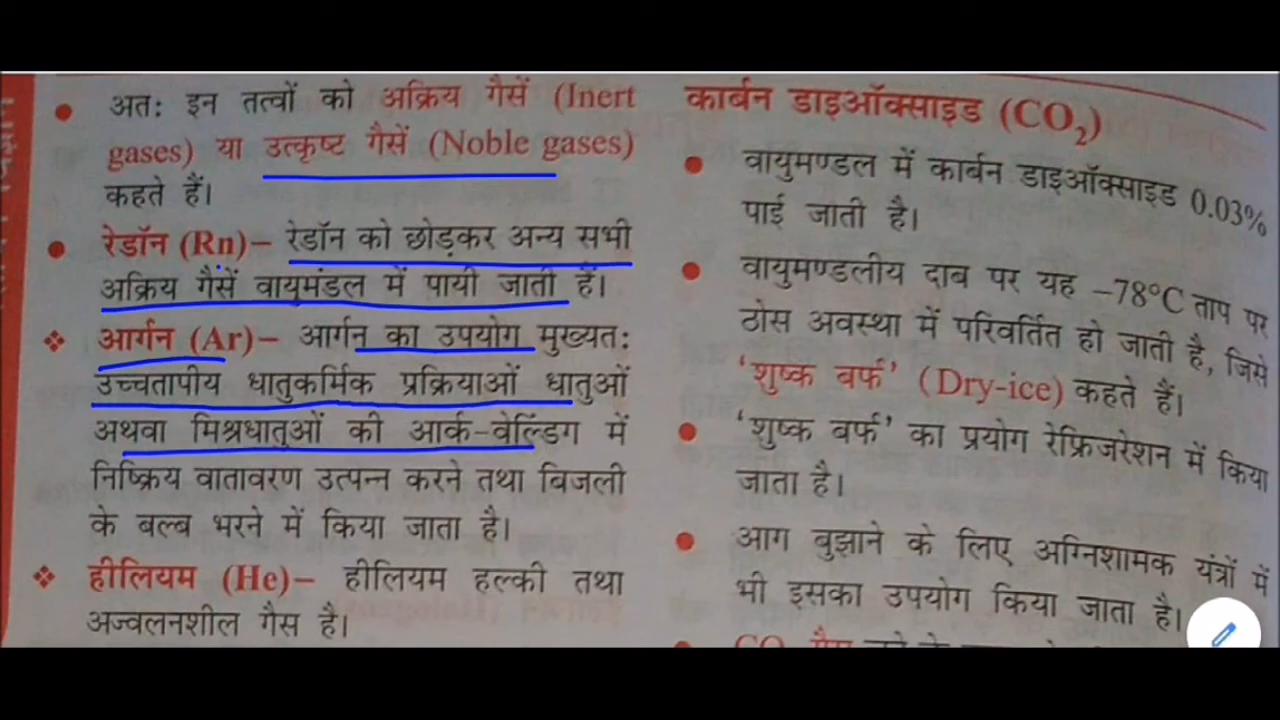 अतः इन तत्वों को अक्रिय गैसें (Inert
gases) या उत्कृष्ट गैसें (Noble gases)
कहते हैं।
रेडॉन (Rn)– रेडॉन को छोड़कर अन्य सभी
अक्रिय गैसें वायुमंडल में पायी जाती हैं।
आर्गन (Ar)– आर्गन का उपयोग मुख्यतः
उच्चतापीय धातुकर्मिक प्रक्रियाओं धातुओं
अथवा मिश्रधातुओं की आर्क-वेल्डिंग में
निष्क्रिय वातावरण उत्पन्न करने तथा बिजली
के बल्ब भरने में किया जाता है।
हीलियम (He)– हीलियम हल्की तथा
अज्वलनशील गैस है।
कार्बन डाइऑक्साइड (CO₂)
वायुमण्डल में कार्बन डाइऑक्साइड 0.03%
पाई जाती है।
वायुमण्डलीय दाब पर यह –78°C ताप पर
ठोस अवस्था में परिवर्तित हो जाती है, जिसे
‘शुष्क बर्फ’ (Dry-ice) कहते हैं।
‘शुष्क बर्फ’ का प्रयोग रेफ्रिजरेशन में किया
जाता है।
आग बुझाने के लिए अग्निशामक यंत्रों में
भी इसका उपयोग किया जाता है।
CO₂ गैस